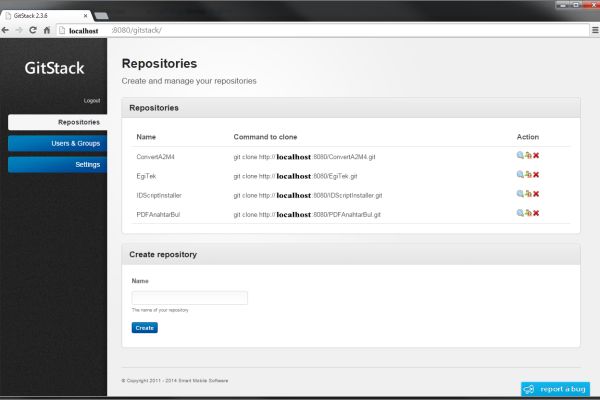 GitStack 2.3.6
localhost :8080/gitstack/
GitStack
Logout
Repositories
Users & Groups
Settings
Repositories
Create and manage your repositories
Repositories
Name Command to clone Action
ConvertA2M4 git clone http://localhost:8080/ConvertA2M4.git
EgiTek git clone http://localhost:8080/EgiTek.git
IDScriptInstaller git clone http://localhost:8080/IDScriptInstaller.git
PDFAnahtarBul git clone http://localhost:8080/PDFAnahtarBul.git
Create repository
Name
The name of your repository
Create
© Copyright 2011 - 2014 Smart Mobile Software
report a bug